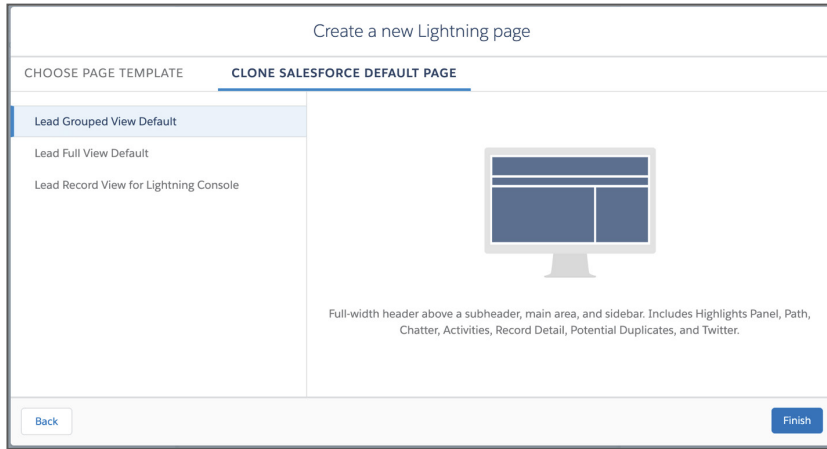 Create a new Lightning page
CHOOSE PAGE TEMPLATE
CLONE SALESFORCE DEFAULT PAGE
Lead Grouped View Default
Lead Full View Default
Lead Record View for Lightning Console
Full-width header above a subheader, main area, and sidebar. Includes Highlights Panel, Path,
Chatter, Activities, Record Detail, Potential Duplicates, and Twitter.
Back
Finish